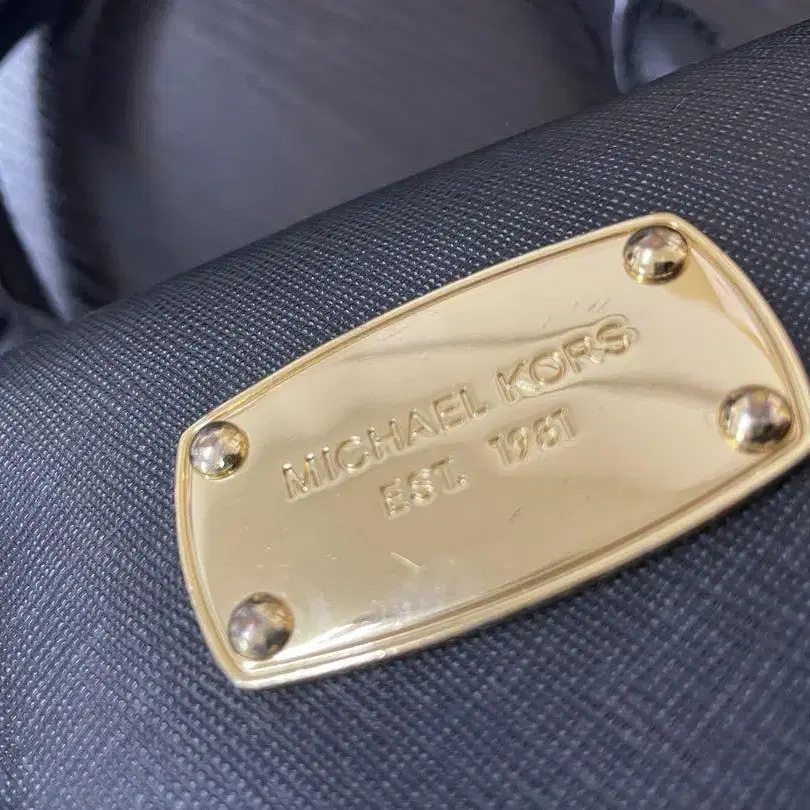 MICHAEL KORS
EST. 1981